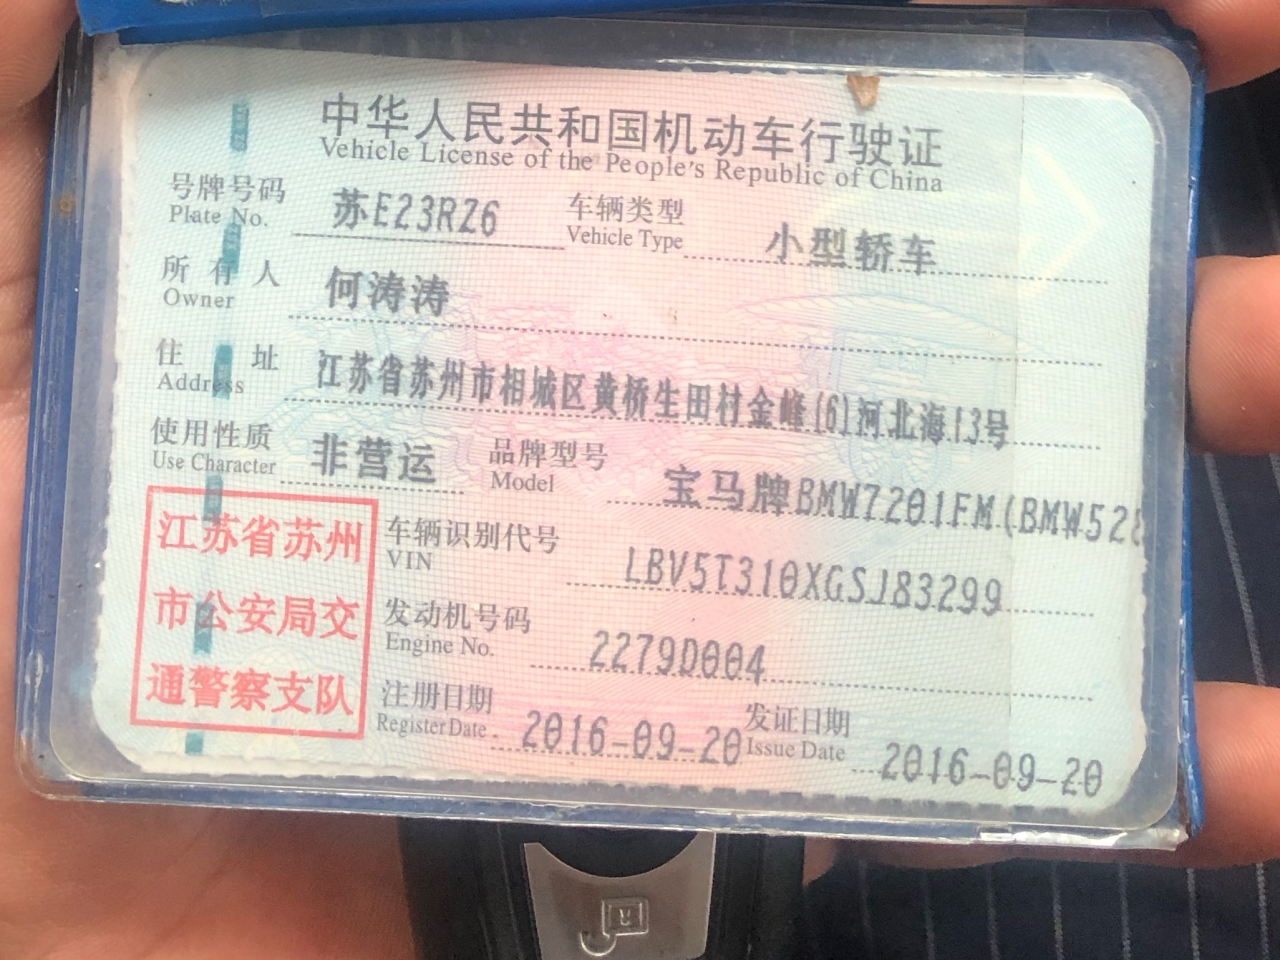 中华人民共和国机动车行驶证
Vehicle License of the People's Republic of China
号牌号码 苏E23RZ6 车辆类型 小型轿车
Plate No. Vehicle Type
所有人 何涛涛
Owner
住址 江苏省苏州市相城区黄桥生田村金峰(6)河北海13号
Address
使用性质 非营运 品牌型号 宝马牌BMW7201FM(BMW528
Use Character Model
江苏省苏州
市公安局交
通警察支队
车辆识别代号 LBV5T310XGSJ83299
VIN
发动机号码 2279D004
Engine No.
注册日期 2016-09-20 发证日期 2016-09-20
Register Date Issue Date